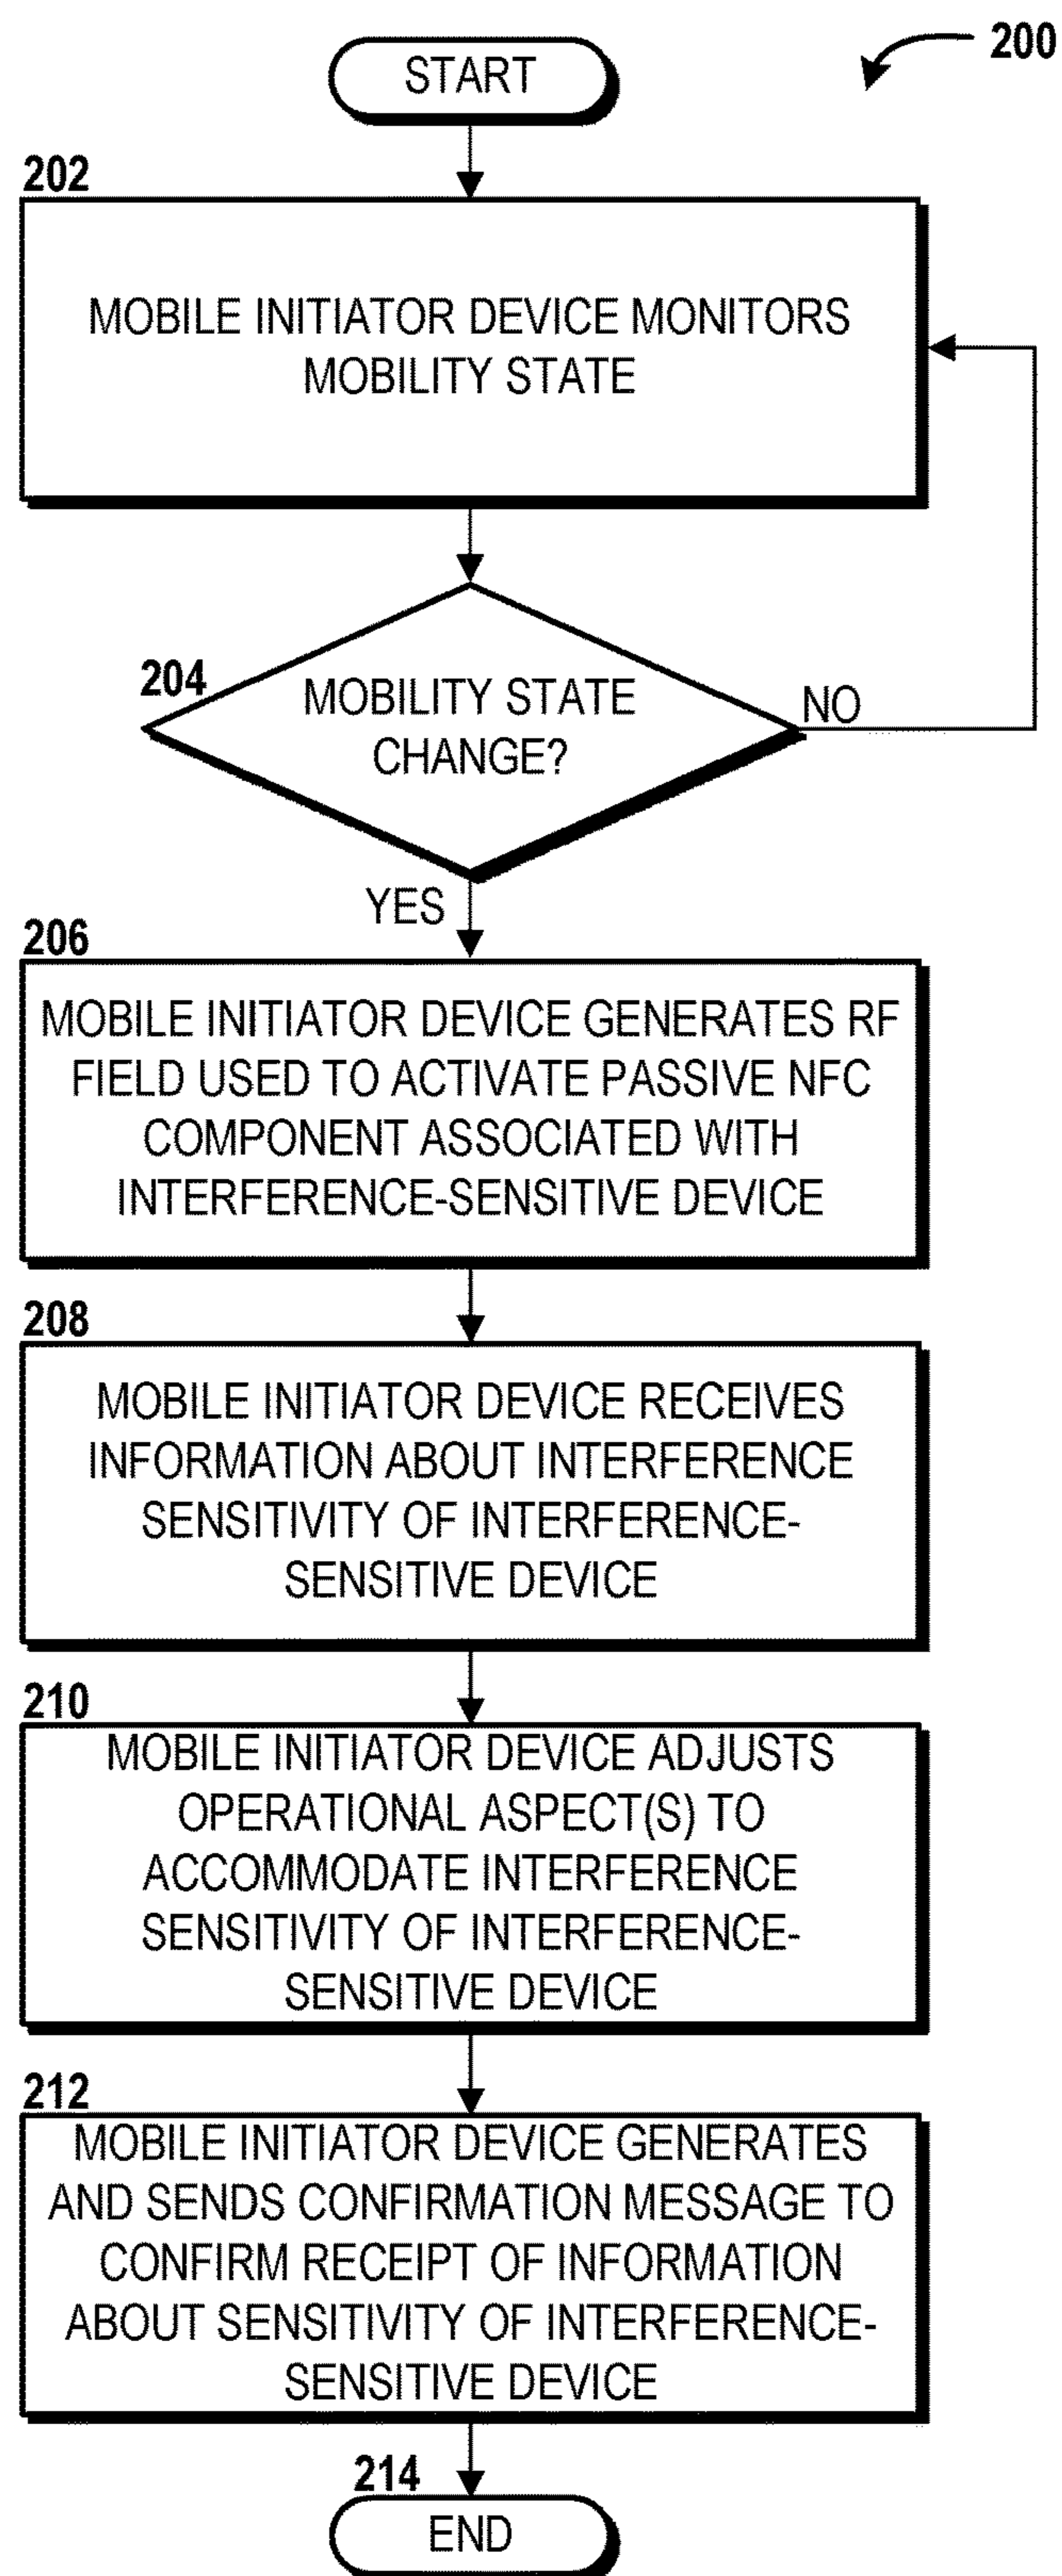 200
START
202
MOBILE INITIATOR DEVICE MONITORS
MOBILITY STATE
204
MOBILITY STATE
CHANGE?
NO
YES
206
MOBILE INITIATOR DEVICE GENERATES RF
FIELD USED TO ACTIVATE PASSIVE NFC
COMPONENT ASSOCIATED WITH
INTERFERENCE-SENSITIVE DEVICE
208
MOBILE INITIATOR DEVICE RECEIVES
INFORMATION ABOUT INTERFERENCE
SENSITIVITY OF INTERFERENCE-
SENSITIVE DEVICE
210
MOBILE INITIATOR DEVICE ADJUSTS
OPERATIONAL ASPECT(S) TO
ACCOMMODATE INTERFERENCE
SENSITIVITY OF INTERFERENCE-
SENSITIVE DEVICE
212
MOBILE INITIATOR DEVICE GENERATES
AND SENDS CONFIRMATION MESSAGE TO
CONFIRM RECEIPT OF INFORMATION
ABOUT SENSITIVITY OF INTERFERENCE-
SENSITIVE DEVICE
214
END